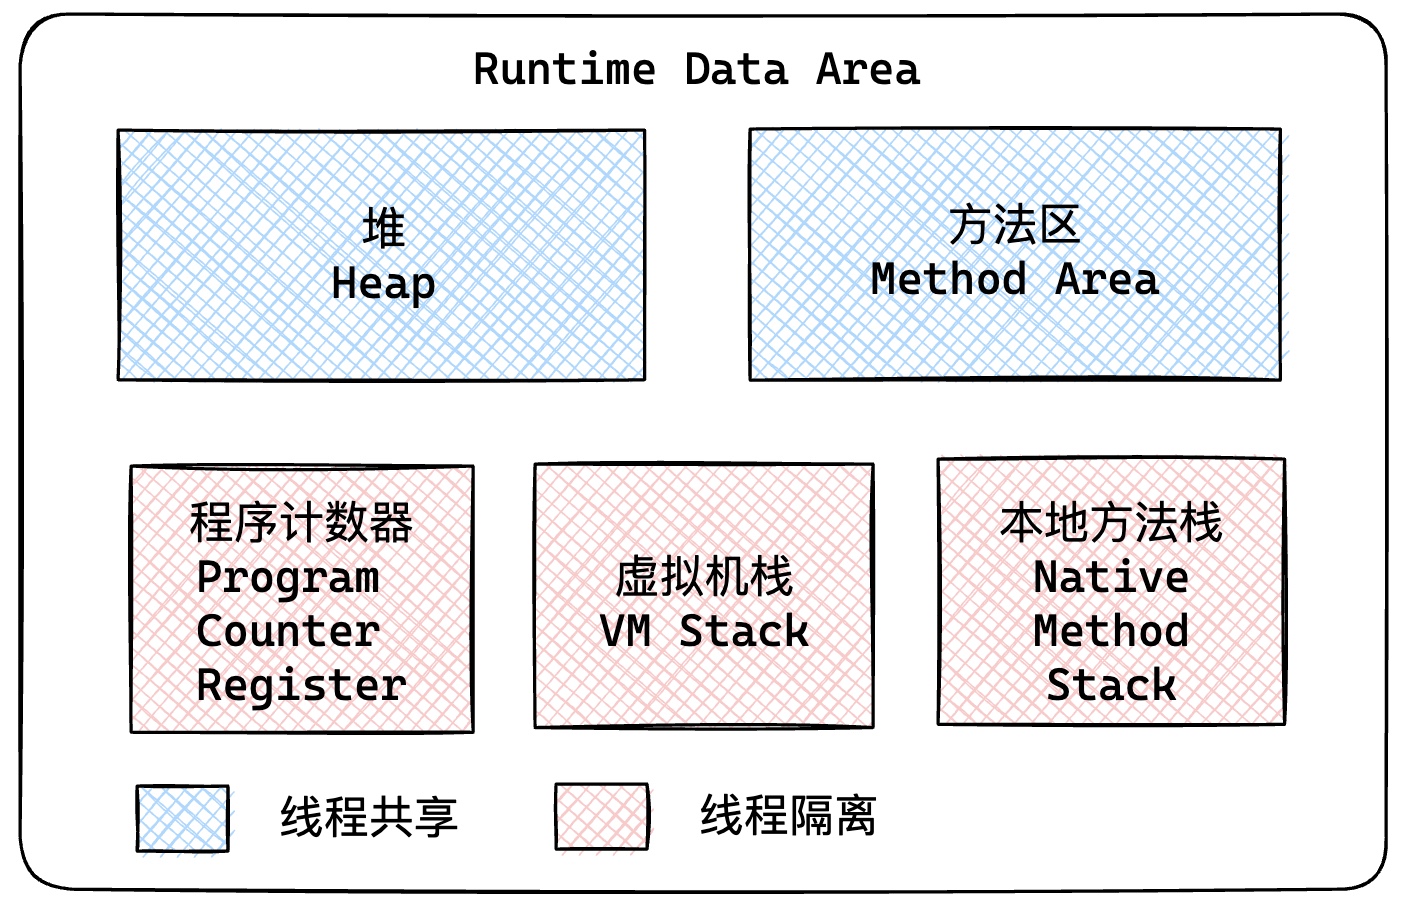 Runtime Data Area
堆
Heap
方法区
Method Area
程序计数器
Program
Counter
Register
虚拟机栈
VM Stack
本地方法栈
Native
Method
Stack
线程共享
线程隔离